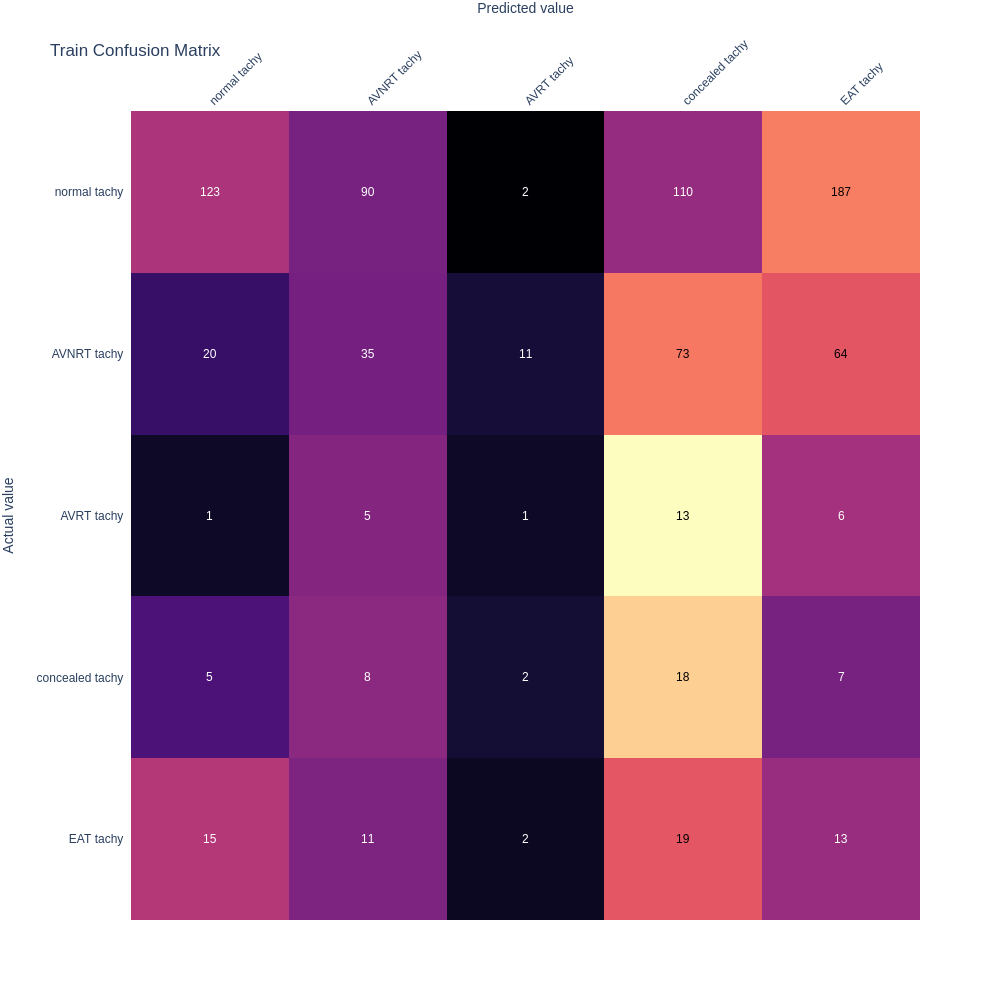 Predicted value
Train Confusion Matrix
normal tachy AVNRT tachy AVRT tachy concealed tachy EAT tachy
normal tachy 123 90 2 110 187
AVNRT tachy 20 35 11 73 64
AVRT tachy 1 5 1 13 6
Actual value
concealed tachy 5 8 2 18 7
EAT tachy 15 11 2 19 13